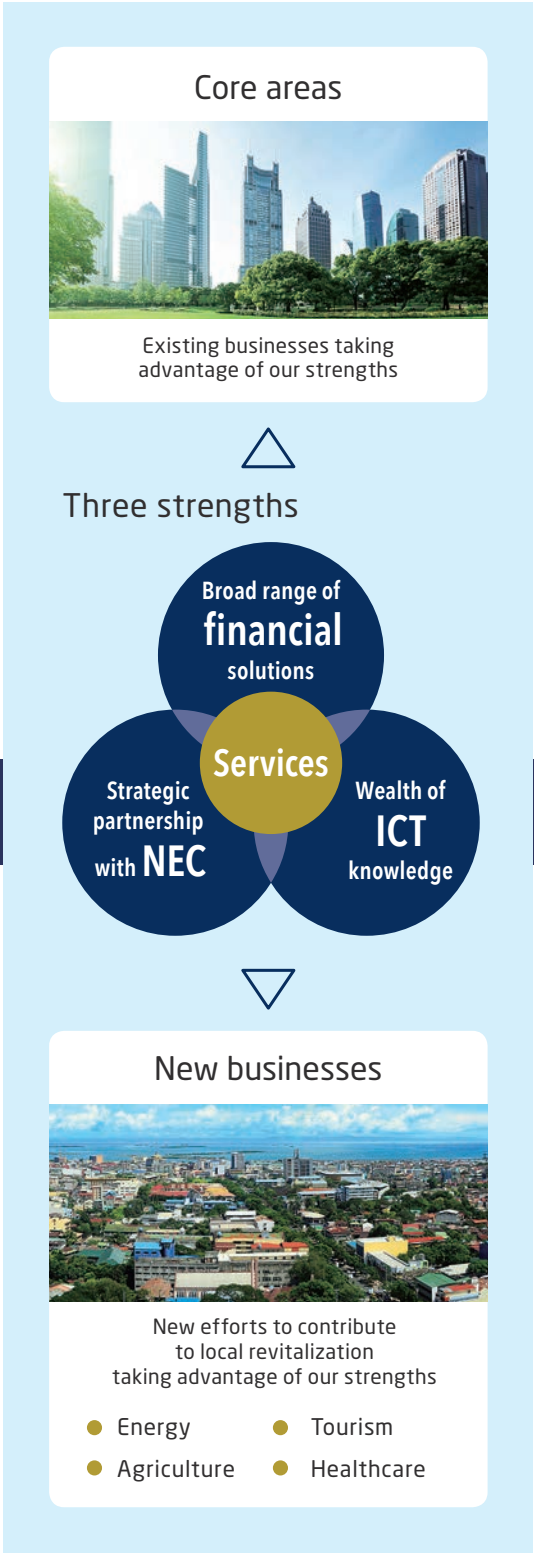 Core areas
Existing businesses taking
advantage of our strengths
Three strengths
Broad range of
financial
solutions
Services
Strategic
partnership
with NEC
Wealth of
ICT
knowledge
New businesses
New efforts to contribute
to local revitalization
taking advantage of our strengths
Energy
Tourism
Agriculture
Healthcare